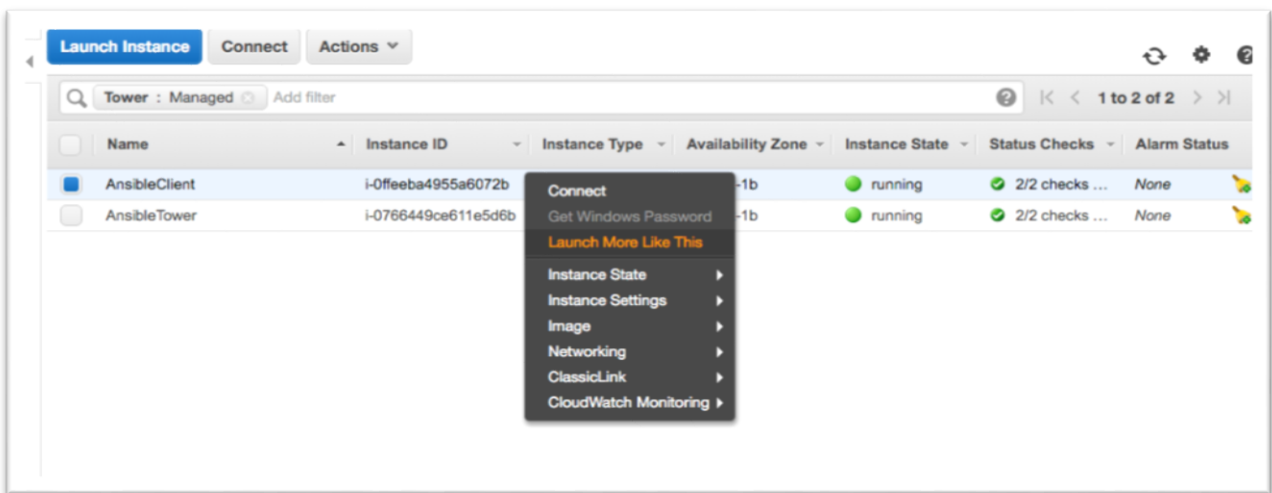 Launch Instance Connect Actions
Tower : Managed Add filter 1 to 2 of 2
Name Instance ID Instance Type Availability Zone Instance State Status Checks Alarm Status
AnsibleClient i-0ffeeba4955a6072b -1b running 2/2 checks ... None
AnsibleTower i-0766449ce611e5d6b -1b running 2/2 checks ... None
Connect
Get Windows Password
Launch More Like This
Instance State
Instance Settings
Image
Networking
ClassicLink
CloudWatch Monitoring